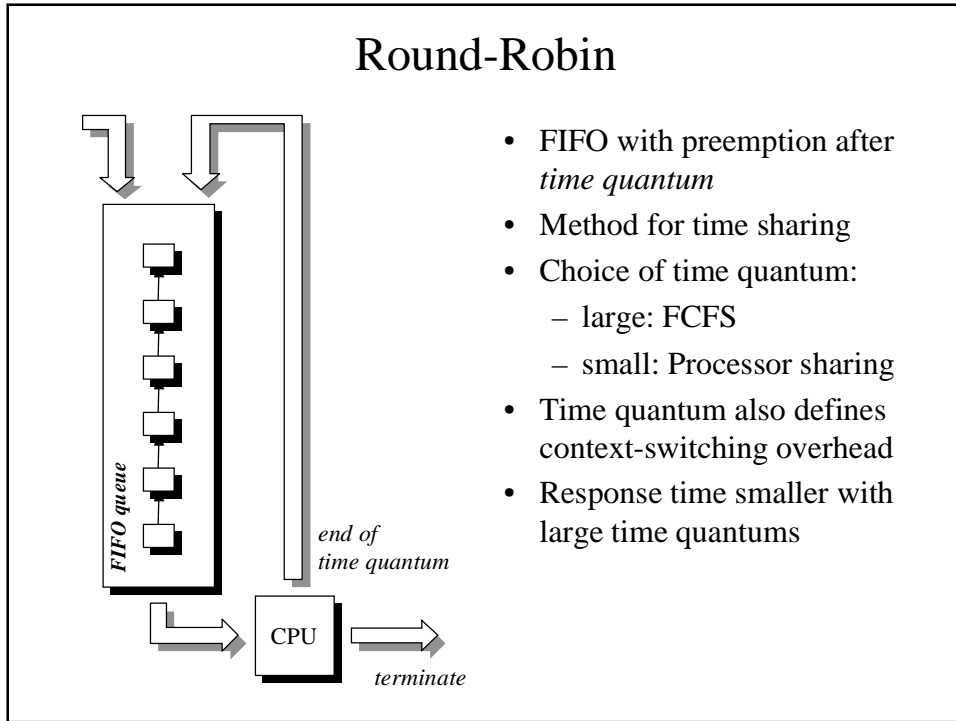 Round-Robin
• FIFO with preemption after
time quantum
• Method for time sharing
• Choice of time quantum:
– large: FCFS
– small: Processor sharing
• Time quantum also defines
context-switching overhead
• Response time smaller with
large time quantums
FIFO queue
end of
time quantum
CPU
terminate